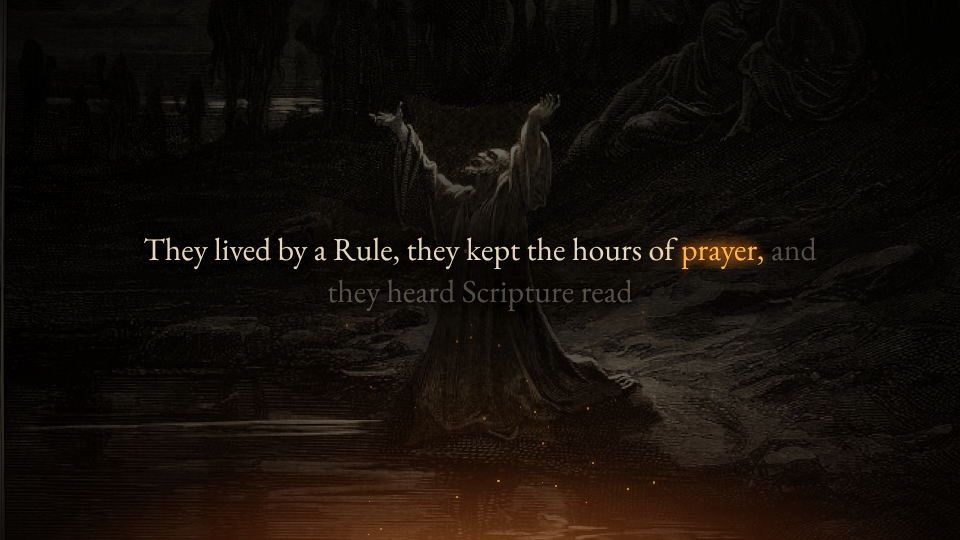 They lived by a Rule, they kept the hours of prayer, and
they heard Scripture read